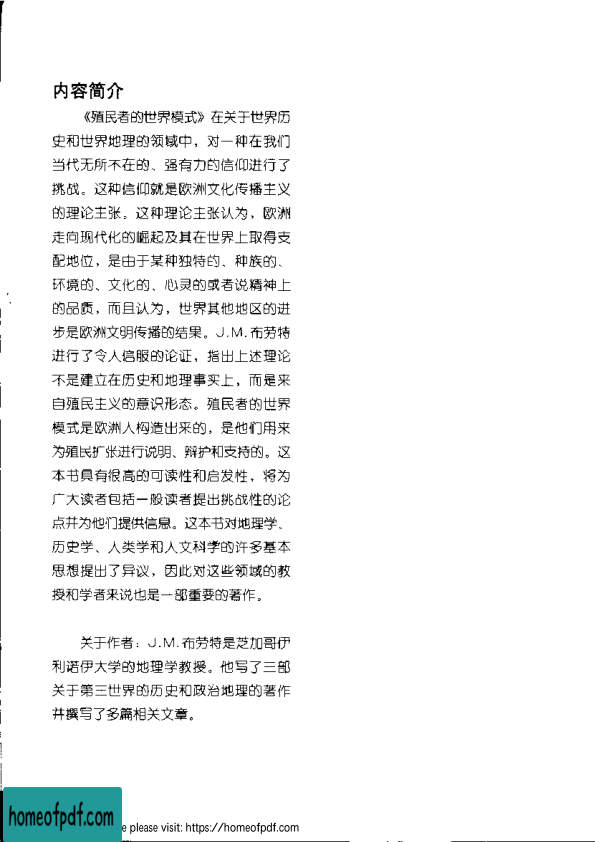 内容简介
《殖民者的世界模式》在关于世界历
史和世界地理的领域中，对一种在我们
当代无所不在的、强有力的信仰进行了
挑战。这种信仰就是欧洲文化传播主义
的理论主张。这种理论主张认为，欧洲
走向现代化的崛起及其在世界上取得支
配地位，是由于某种独特的、种族的、
环境的、文化的、心灵的或者说精神上
的品质，而且认为，世界其他地区的进
步是欧洲文明传播的结果。J.M.布劳特
进行了令人信服的论证，指出上述理论
不是建立在历史和地理事实上，而是来
自殖民主义的意识形态。殖民者的世界
模式是欧洲人构造出来的，是他们用来
为殖民扩张进行说明、辩护和支持的。这
本书具有很高的可读性和启发性，将为
广大读者包括一般读者提出挑战性的论
点并为他们提供信息。这本书对地理学、
历史学、人类学和人文科学的许多基本
思想提出了异议，因此对这些领域的教
授和学者来说也是一部重要的著作。
关于作者：J.M.布劳特是芝加哥伊
利诺伊大学的地理学教授。他写了三部
关于第三世界的历史和政治地理的著作
并撰写了多篇相关文章。
homeofpdf.com
e please visit: https://homeofpdf.com